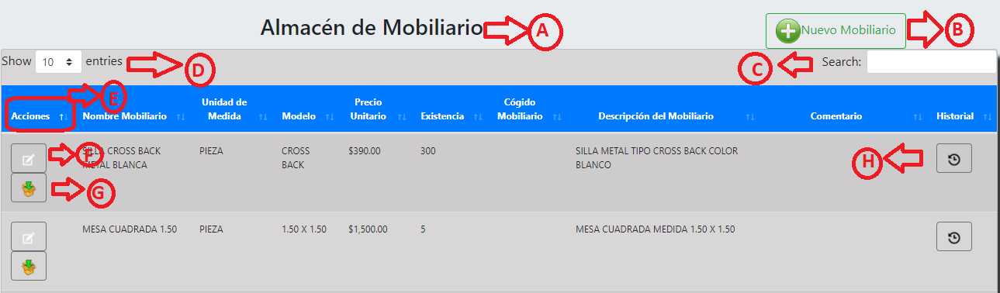 Almacén de Mobiliario A
Nuevo Mobiliario B
Show 10 entries D
C Search:
E
Acciones Nombre Mobiliario Unidad de Medida Modelo Precio Unitario Existencia Cógido Mobiliario Descripción del Mobiliario Comentario Historial
F SILLA CROSS BACK PIEZA CROSS $390.00 300 SILLA METAL TIPO CROSS BACK COLOR H
METAL BLANCA BACK BLANCO
G
MESA CUADRADA 1.50 PIEZA 1.50 X 1.50 $1,500.00 5 MESA CUADRADA MEDIDA 1.50 X 1.50